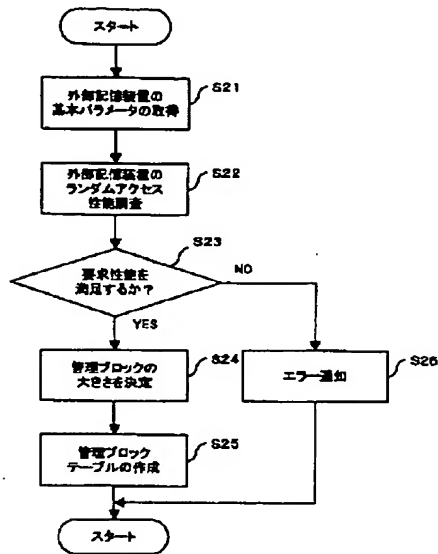 スタート
外部記憶装置の
基本パラメータの取得
S21
外部記憶装置の
ランダムアクセス
性能調査
S22
要求性能を
満足するか?
S23
NO
YES
管理ブロックの
大きさを決定
S24
エラー通知
S26
管理ブロック
テーブルの作成
S25
スタート